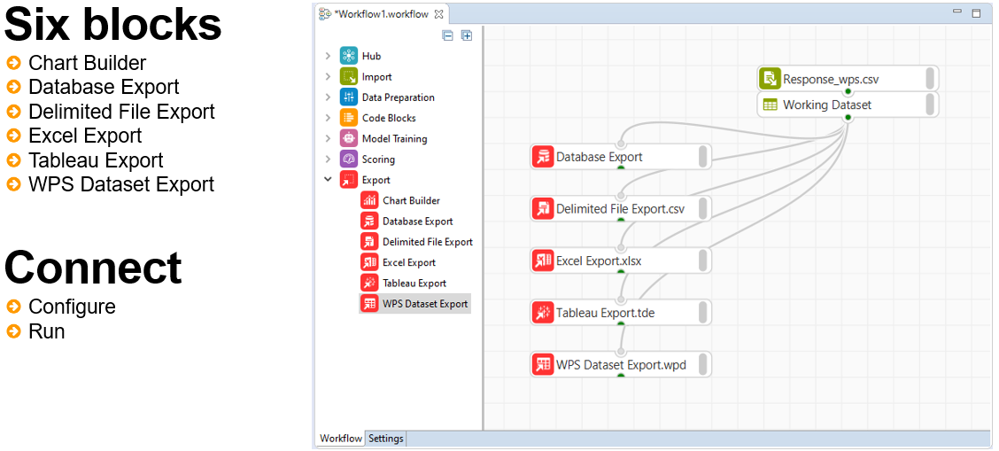 Six blocks
Chart Builder
Database Export
Delimited File Export
Excel Export
Tableau Export
WPS Dataset Export
Connect
Configure
Run
*Workflow1.workflow
Hub
Import
Data Preparation
Code Blocks
Model Training
Scoring
Export
Chart Builder
Database Export
Delimited File Export
Excel Export
Tableau Export
WPS Dataset Export
Response_wps.csv
Working Dataset
Database Export
Delimited File Export.csv
Excel Export.xlsx
Tableau Export.tde
WPS Dataset Export.wpd
Workflow Settings